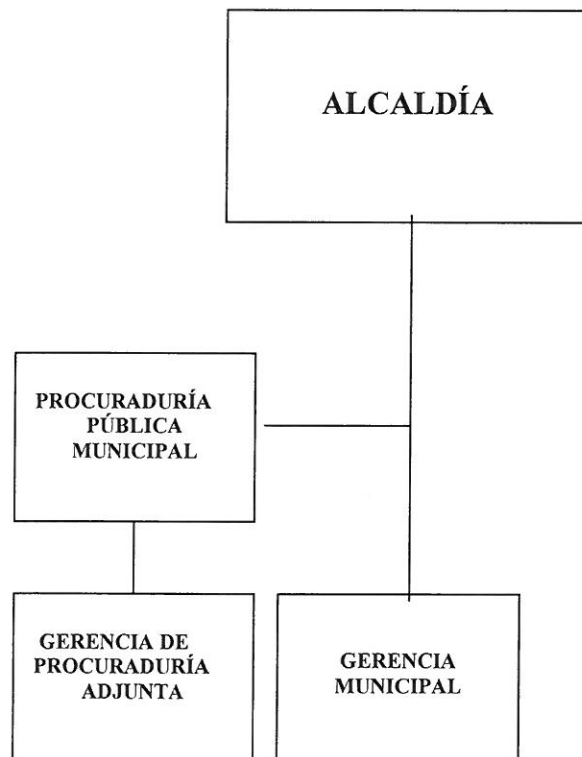 ALCALDÍA
PROCURADURÍA
PÚBLICA
MUNICIPAL
GERENCIA DE
PROCURADURÍA
ADJUNTA
GERENCIA
MUNICIPAL